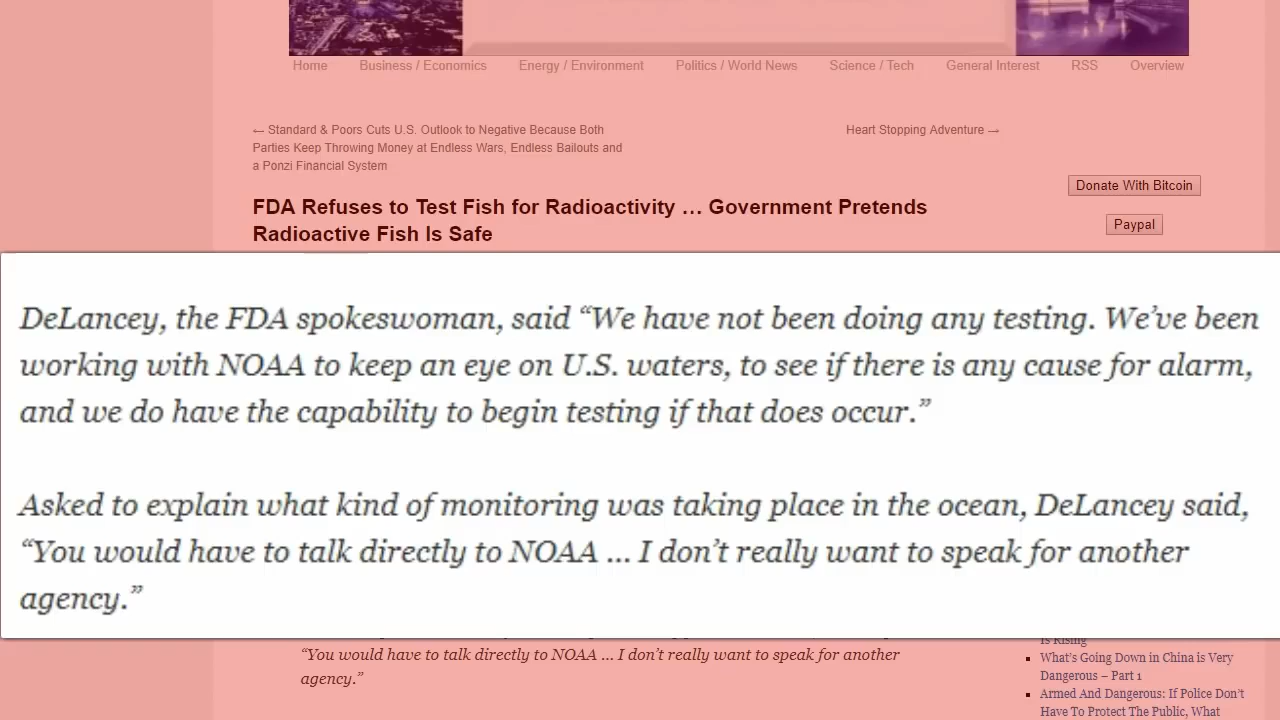 Home Business / Economics Energy / Environment Politics / World News Science / Tech General Interest RSS Overview
← Standard & Poors Cuts U.S. Outlook to Negative Because Both
Parties Keep Throwing Money at Endless Wars, Endless Bailouts and
a Ponzi Financial System
Heart Stopping Adventure →
Donate With Bitcoin
Paypal
FDA Refuses to Test Fish for Radioactivity … Government Pretends
Radioactive Fish Is Safe
DeLancey, the FDA spokeswoman, said “We have not been doing any testing. We’ve been
working with NOAA to keep an eye on U.S. waters, to see if there is any cause for alarm,
and we do have the capability to begin testing if that does occur.”
Asked to explain what kind of monitoring was taking place in the ocean, DeLancey said,
“You would have to talk directly to NOAA … I don’t really want to speak for another
agency.”
“You would have to talk directly to NOAA … I don’t really want to speak for another
agency.”
Is Rising
What’s Going Down in China is Very
Dangerous – Part 1
Armed And Dangerous: If Police Don’t
Have To Protect The Public, What